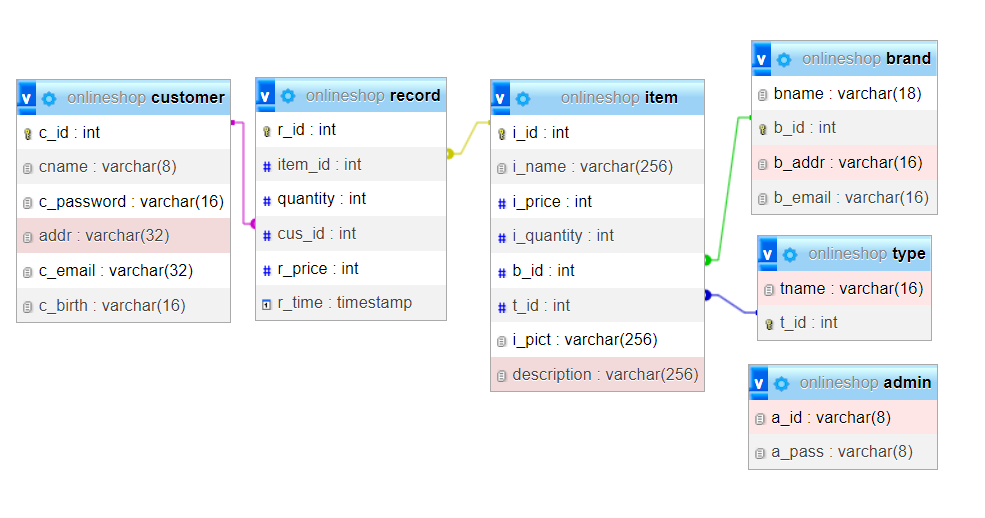 onlineshop customer
c_id : int
cname : varchar(8)
c_password : varchar(16)
addr : varchar(32)
c_email : varchar(32)
c_birth : varchar(16)
onlineshop record
r_id : int
item_id : int
quantity : int
cus_id : int
r_price : int
r_time : timestamp
onlineshop item
i_id : int
i_name : varchar(256)
i_price : int
i_quantity : int
b_id : int
t_id : int
i_pict : varchar(256)
description : varchar(256)
onlineshop brand
bname : varchar(18)
b_id : int
b_addr : varchar(16)
b_email : varchar(16)
onlineshop type
tname : varchar(16)
t_id : int
onlineshop admin
a_id : varchar(8)
a_pass : varchar(8)